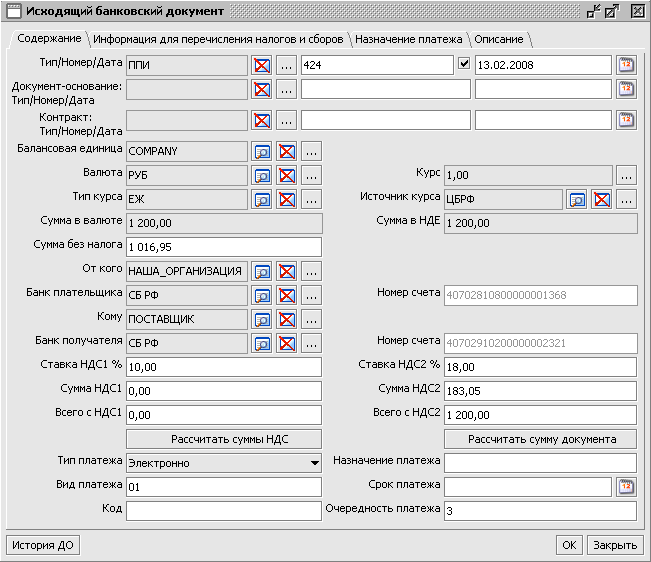 Исходящий банковский документ
Содержание Информация для перечисления налогов и сборов Назначение платежа Описание
Тип/Номер/Дата ППИ ... 424 13.02.2008
Документ-основание:
Тип/Номер/Дата ...
Контракт:
Тип/Номер/Дата ...
Балансовая единица COMPANY ...
Валюта РУБ ... Курс 1,00 ...
Тип курса ЕЖ ... Источник курса ЦБРФ ...
Сумма в валюте 1 200,00 Сумма в НДЕ 1 200,00
Сумма без налога 1 016,95
От кого НАША_ОРГАНИЗАЦИЯ ...
Банк плательщика СБ РФ ... Номер счета 40702810800000001368
Кому ПОСТАВЩИК ...
Банк получателя СБ РФ ... Номер счета 40702910200000002321
Ставка НДС1 % 10,00 Ставка НДС2 % 18,00
Сумма НДС1 0,00 Сумма НДС2 183,05
Всего с НДС1 0,00 Всего с НДС2 1 200,00
Рассчитать суммы НДС Рассчитать сумму документа
Тип платежа Электронно Назначение платежа
Вид платежа 01 Срок платежа
Код Очередность платежа 3
История ДО ОК Закрыть